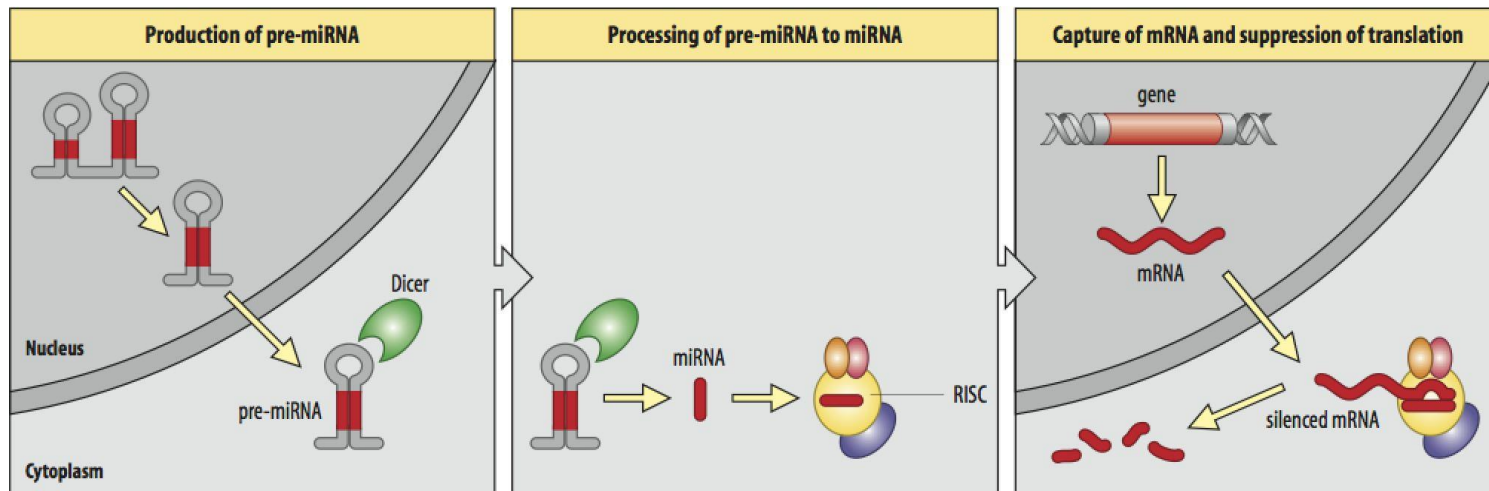 Production of pre-miRNA
Dicer
Nucleus
pre-miRNA
Cytoplasm
Processing of pre-miRNA to miRNA
miRNA
RISC
Capture of mRNA and suppression of translation
gene
mRNA
silenced mRNA